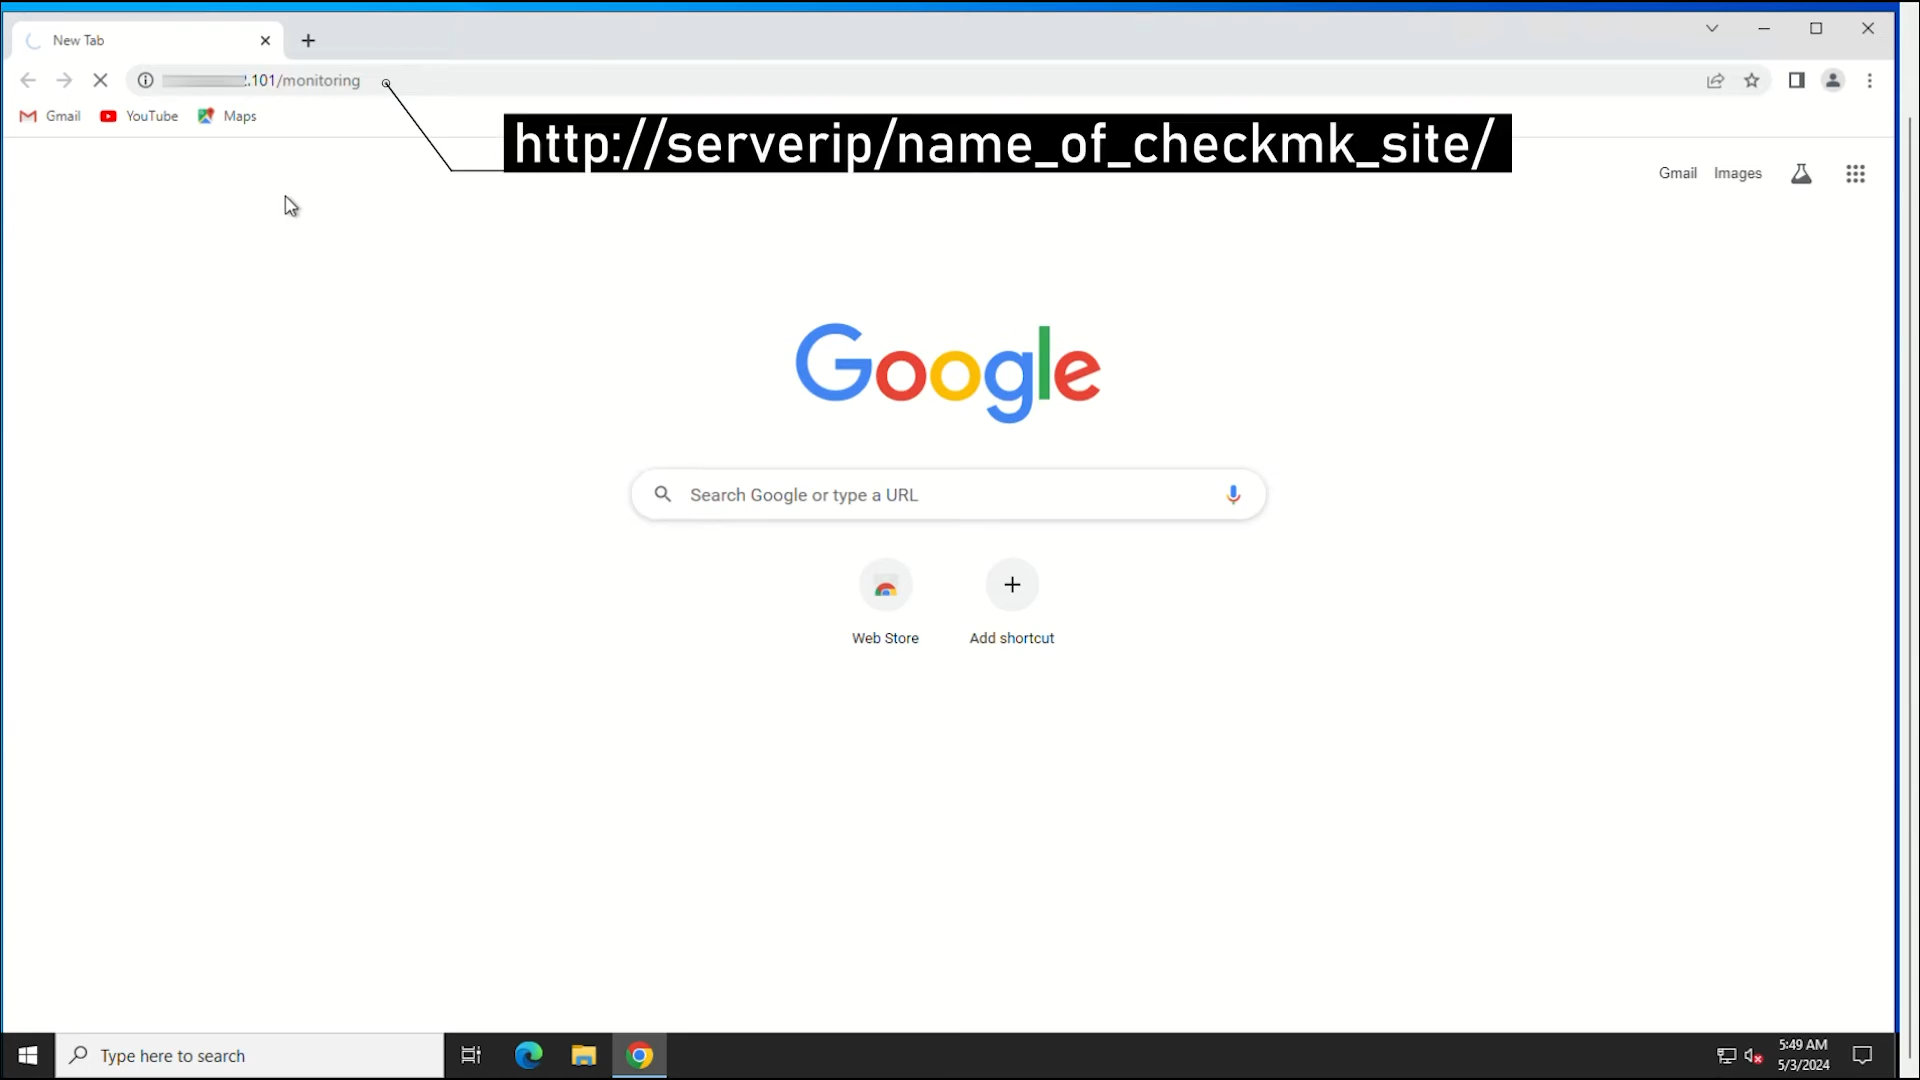 New Tab
.101/monitoring
Gmail YouTube Maps
http://serverip/name_of_checkmk_site/
Gmail Images
Google
Search Google or type a URL
Web Store Add shortcut
Type here to search
5:49 AM
5/3/2024